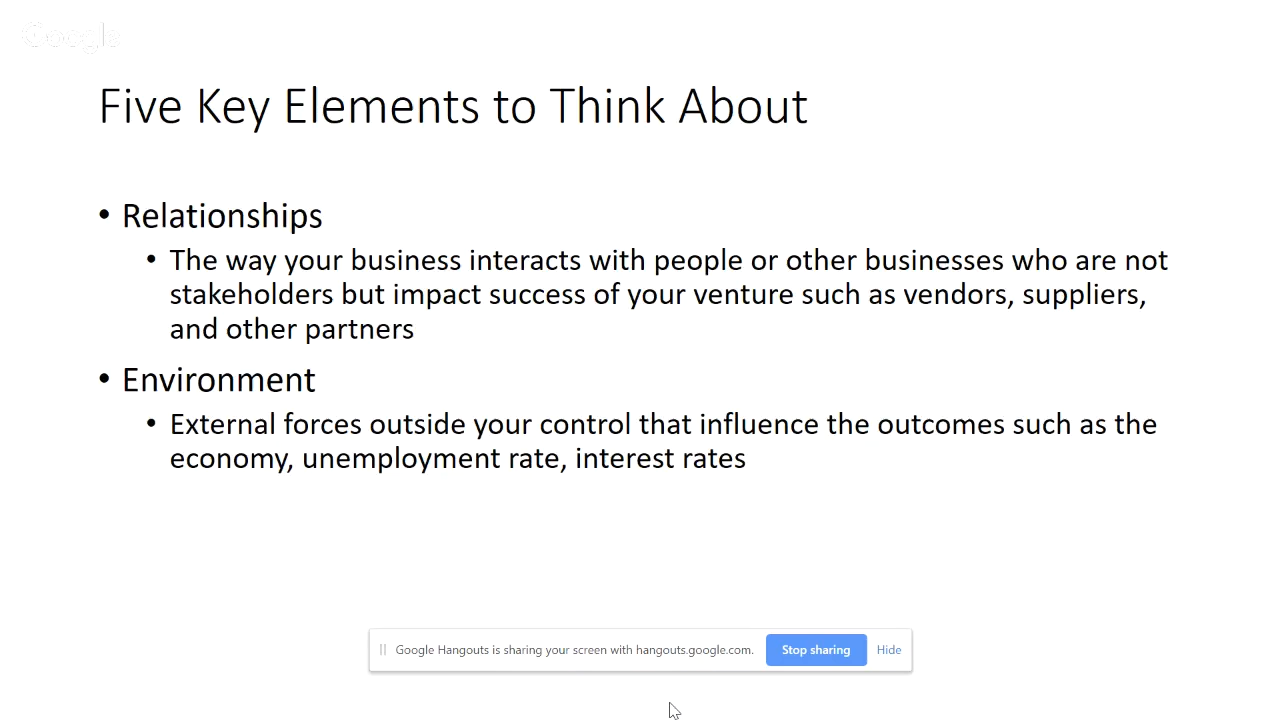 Google
Five Key Elements to Think About
• Relationships
• The way your business interacts with people or other businesses who are not
stakeholders but impact success of your venture such as vendors, suppliers,
and other partners
• Environment
• External forces outside your control that influence the outcomes such as the
economy, unemployment rate, interest rates
Google Hangouts is sharing your screen with hangouts.google.com. Stop sharing Hide